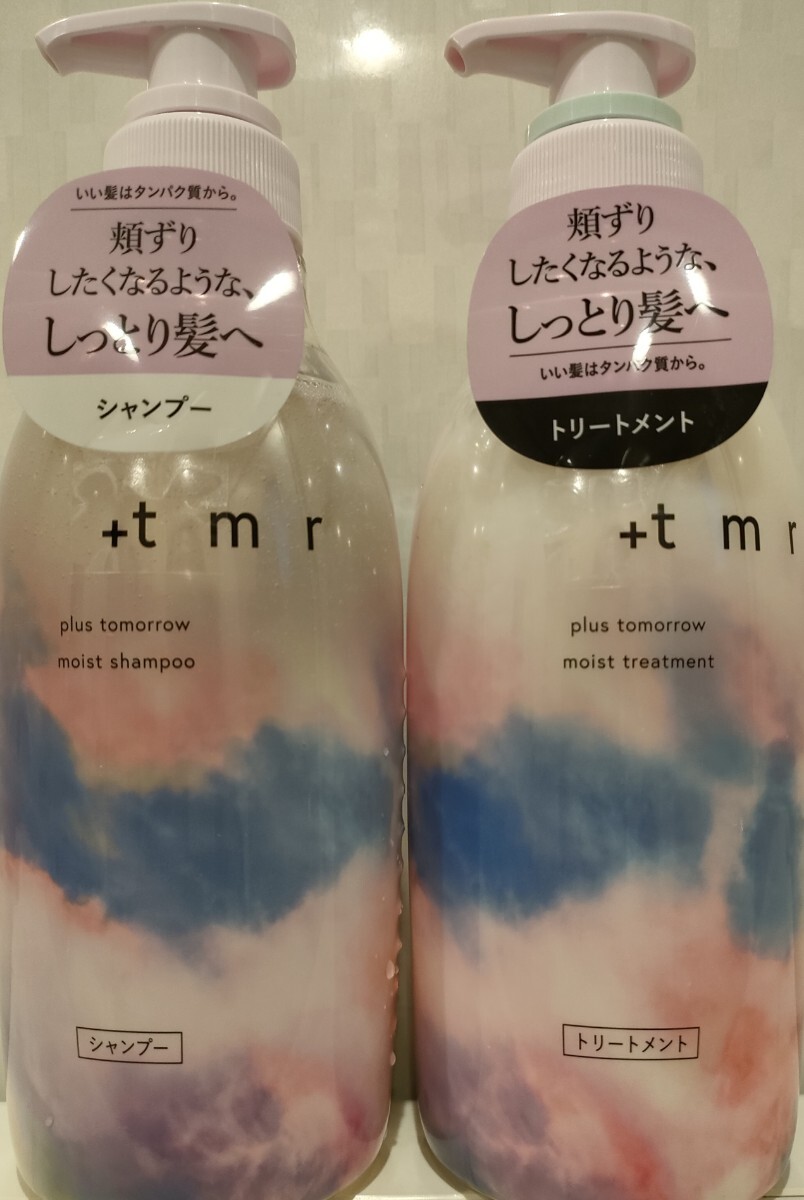 いい髪はタンパク質から。
頬ずり
したくなるような、
しっとり髪へ
シャンプー
+t m r
plus tomorrow
moist shampoo
シャンプー
頬ずり
したくなるような、
しっとり髪へ
いい髪はタンパク質から。
トリートメント
+t m r
plus tomorrow
moist treatment
トリートメント